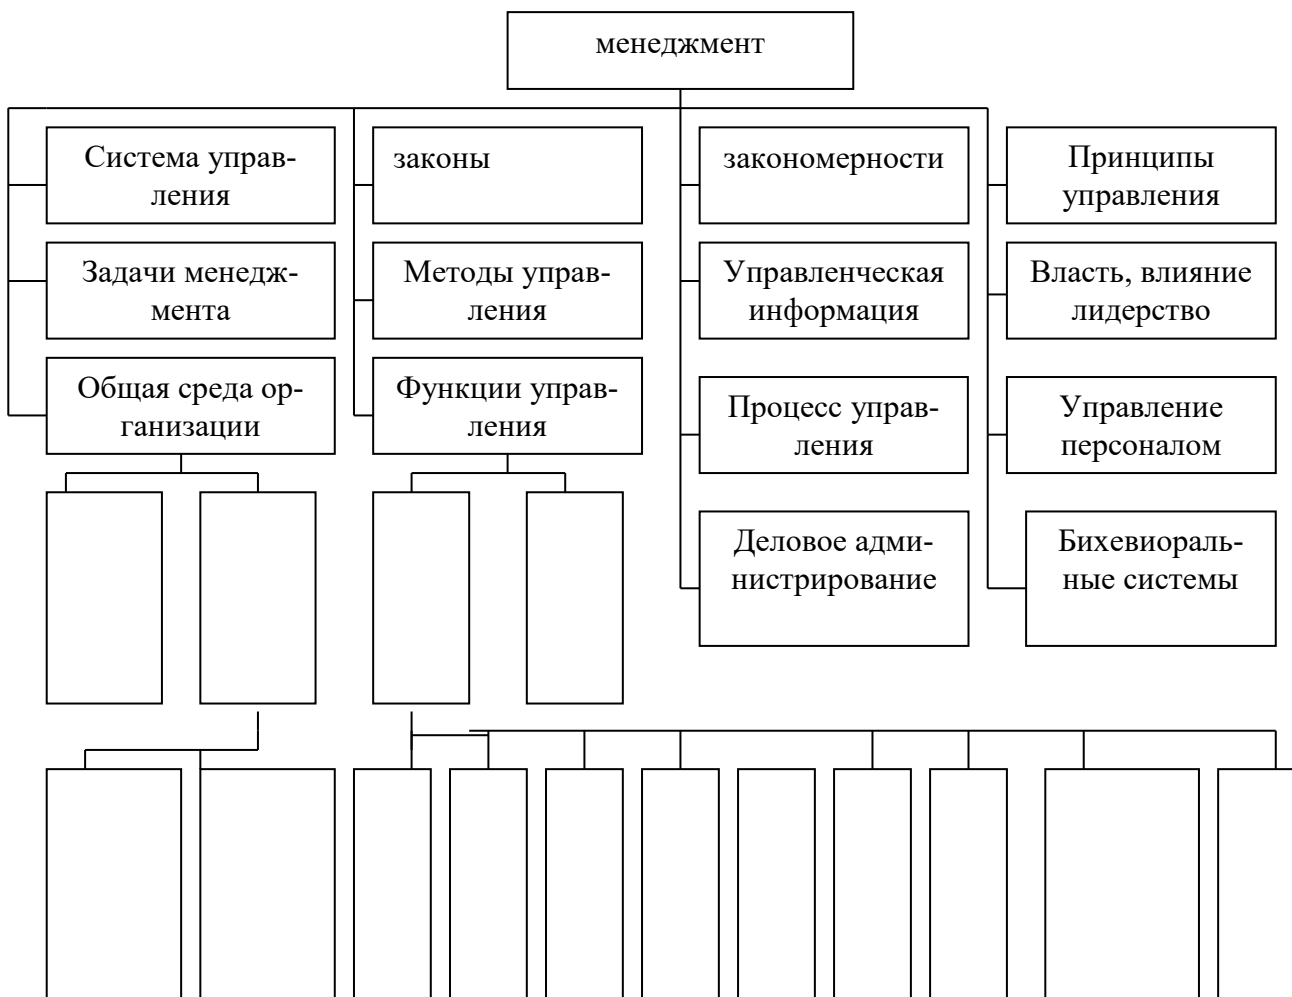 менеджмент
Система управ-
ления
законы
закономерности
Принципы
управления
Задачи менедж-
мента
Методы управ-
ления
Управленческая
информация
Власть, влияние
лидерство
Общая среда ор-
ганизации
Функции управ-
ления
Процесс управ-
ления
Управление
персоналом
Деловое адми-
нистрирование
Бихевиораль-
ные системы